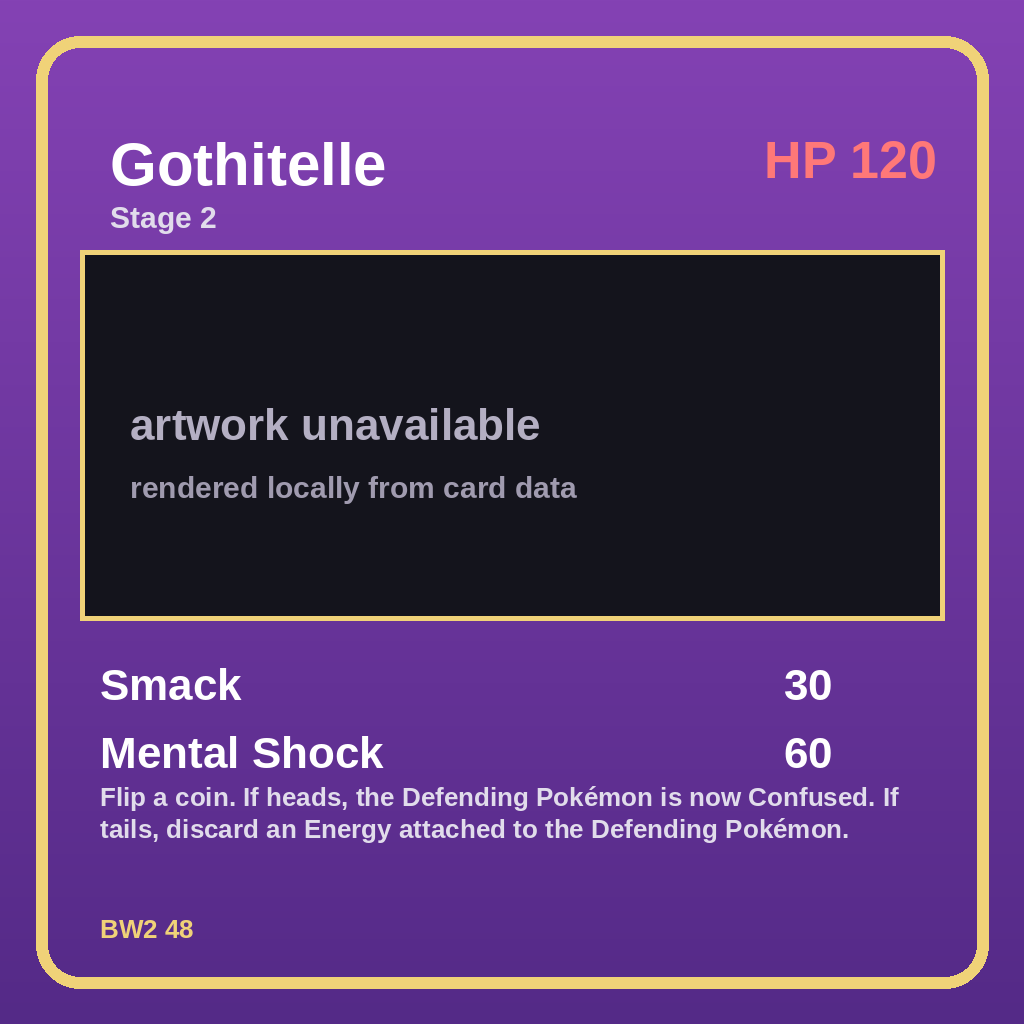 Gothitelle
HP 120
Stage 2
artwork unavailable
rendered locally from card data
Smack 30
Mental Shock 60
Flip a coin. If heads, the Defending Pokémon is now Confused. If
tails, discard an Energy attached to the Defending Pokémon.
BW2 48